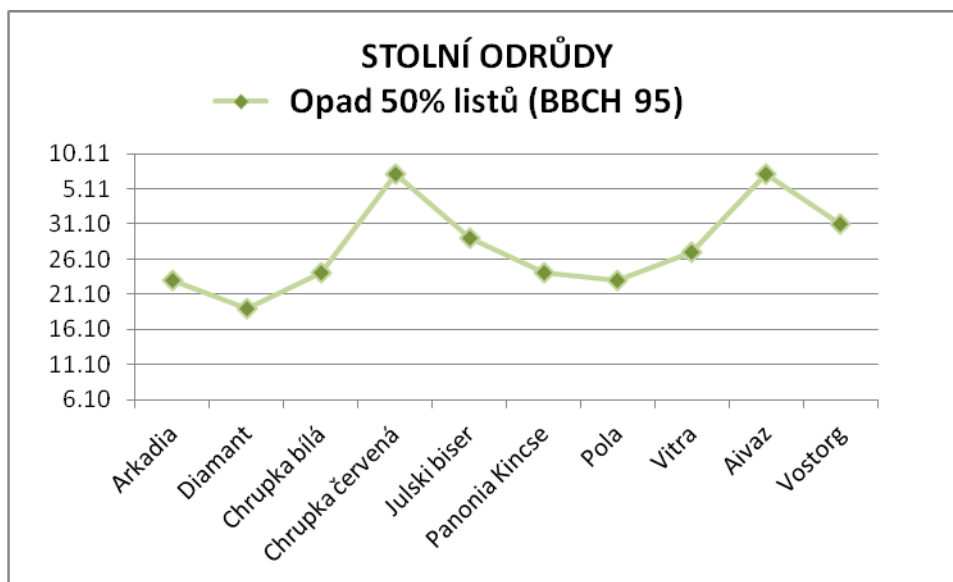 STOLNÍ ODRŮDY
Opad 50% listů (BBCH 95)
10.11
5.11
31.10
26.10
21.10
16.10
11.10
6.10
Arkadia
Diamant
Chrupka bílá
Chrupka červená
Julski biser
Panonia Kincse
Pola
Vitra
Aivaz
Vostorg